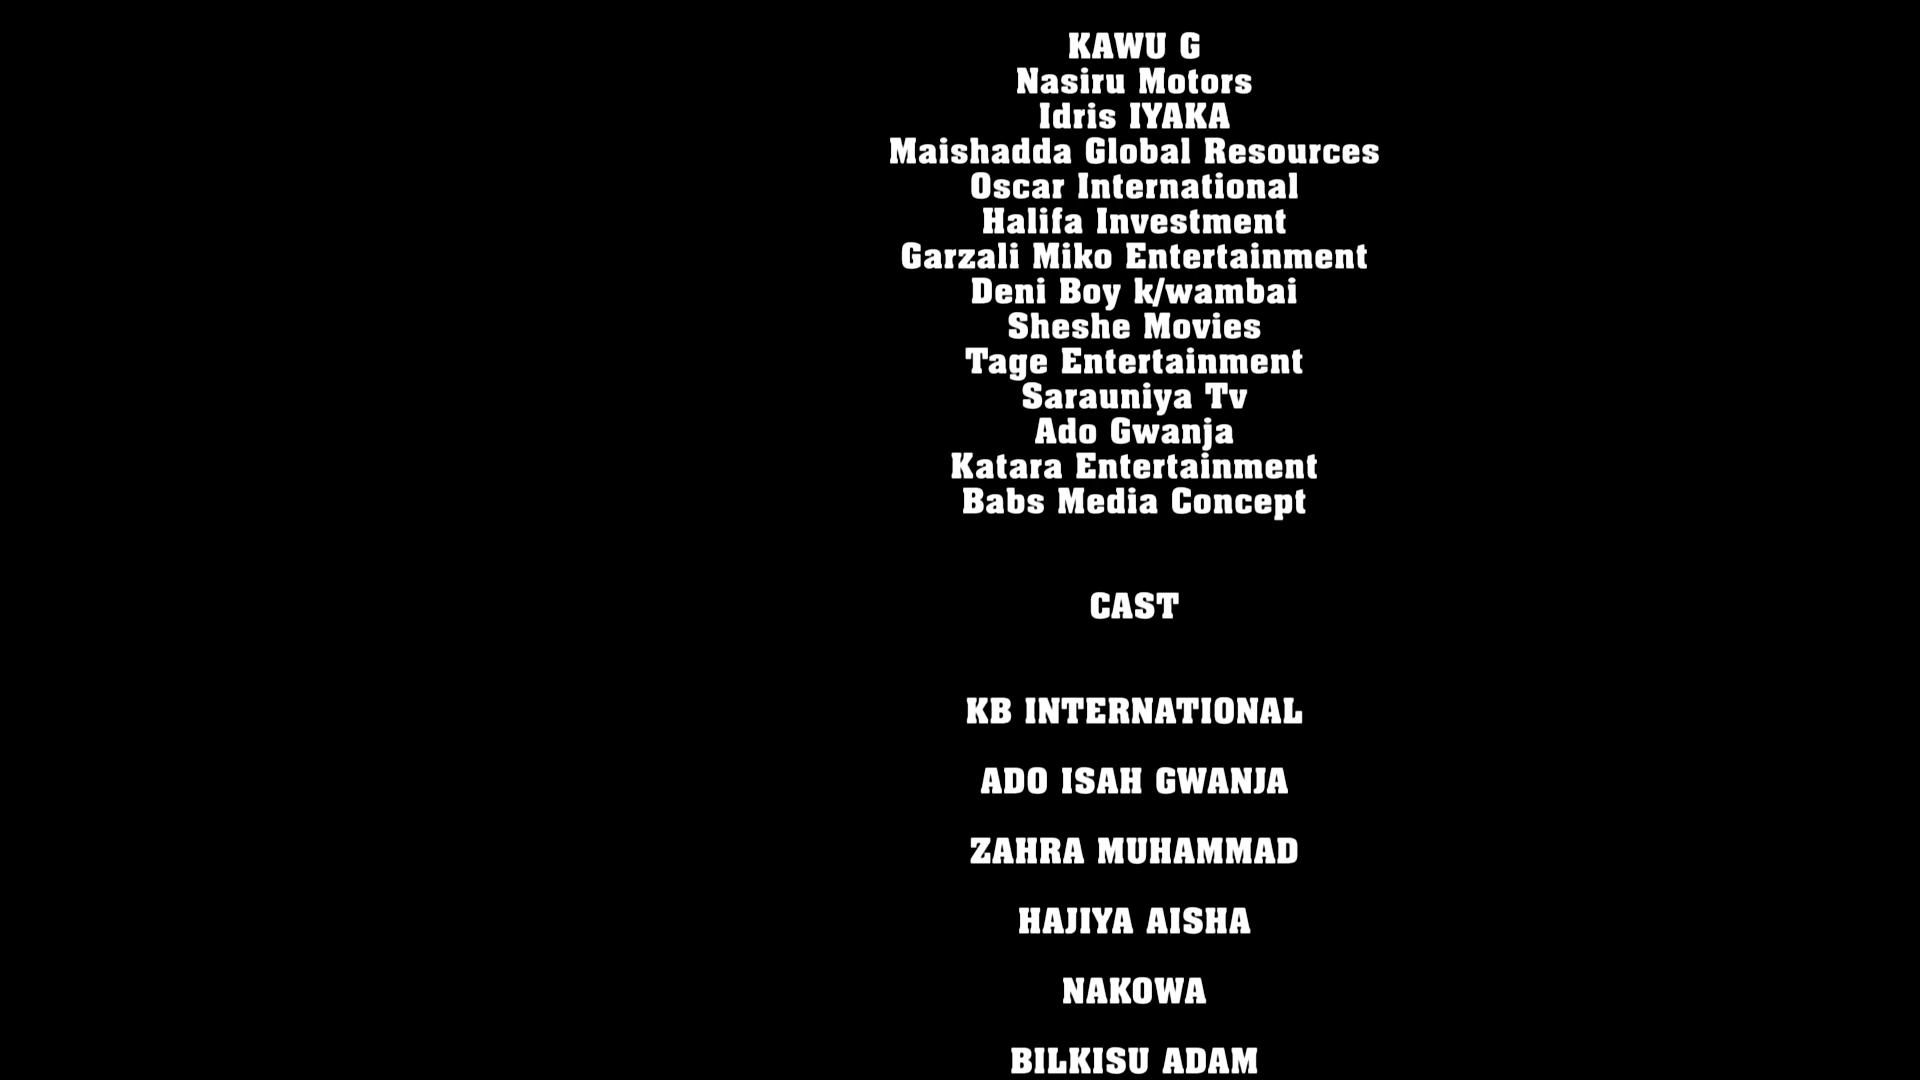 KAWU G
Nasiru Motors
Idris IYAKA
Maishadda Global Resources
Oscar International
Halifa Investment
Garzali Miko Entertainment
Deni Boy k/wambai
Sheshe Movies
Tage Entertainment
Sarauniya Tv
Ado Gwanja
Katara Entertainment
Babs Media Concept
CAST
KB INTERNATIONAL
ADO ISAH GWANJA
ZAHRA MUHAMMAD
HAJIYA AISHA
NAKOWA
BILKISU ADAM